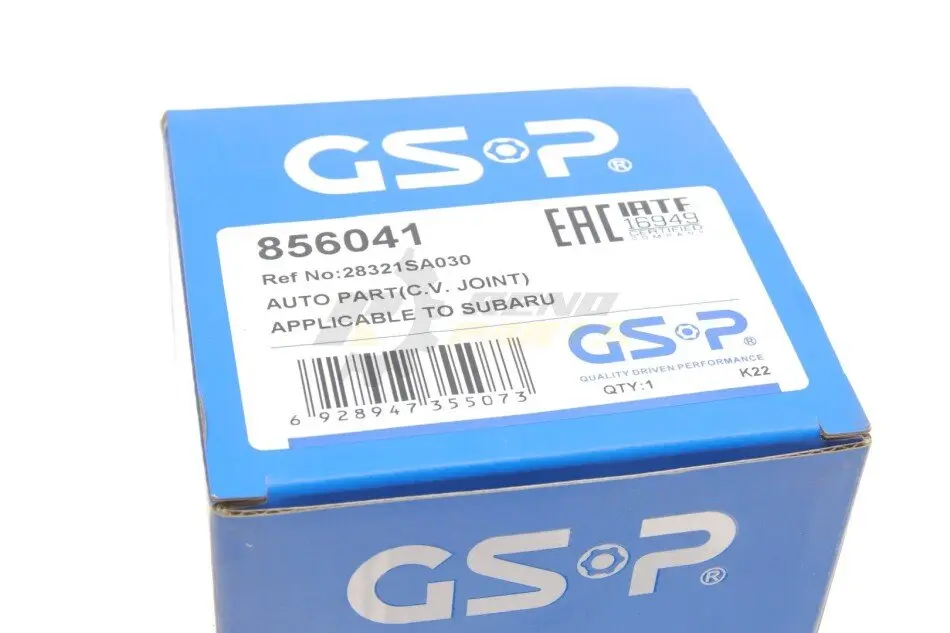 GSP®
856041
EAC IATF
16949
CERTIFIED
COMPANY
Ref No:28321SA030
AUTO PART(C.V. JOINT)
APPLICABLE TO SUBARU
GSP
QUALITY DRIVEN PERFORMANCE
QTY:1 K22
6 928947 355073
GSP®